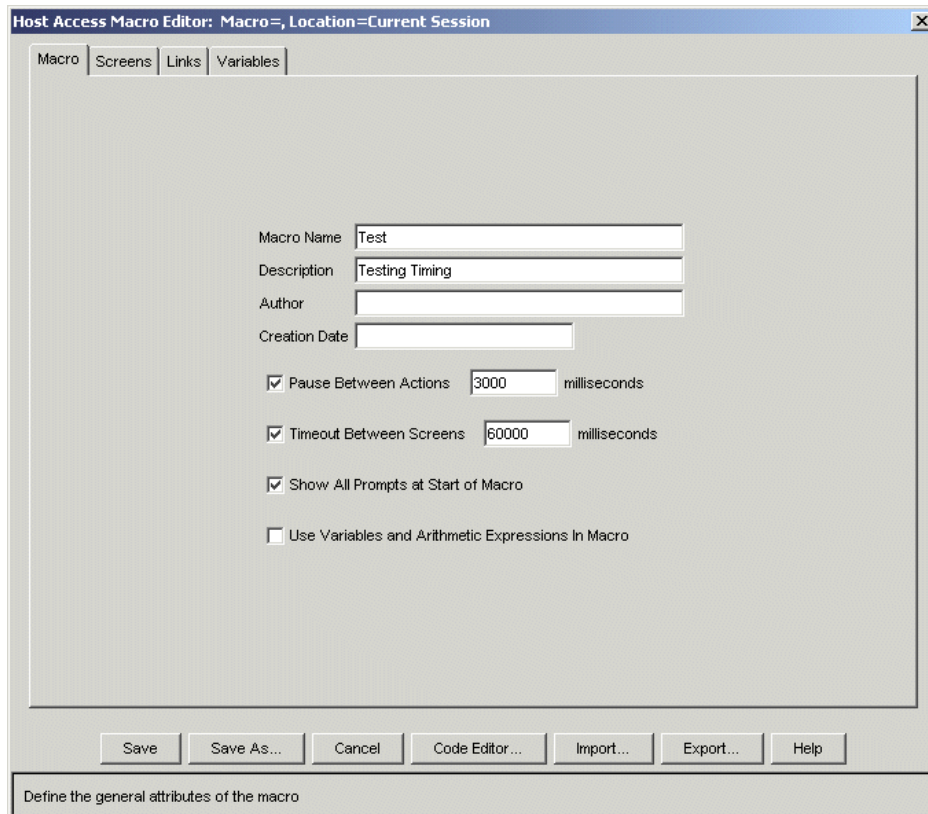 Host Access Macro Editor:  Macro=, Location=Current Session
Macro Screens Links Variables
Macro Name Test
Description Testing Timing
Author
Creation Date
Pause Between Actions 3000 milliseconds
Timeout Between Screens 60000 milliseconds
Show All Prompts at Start of Macro
Use Variables and Arithmetic Expressions In Macro
Save Save As... Cancel Code Editor... Import... Export... Help
Define the general attributes of the macro